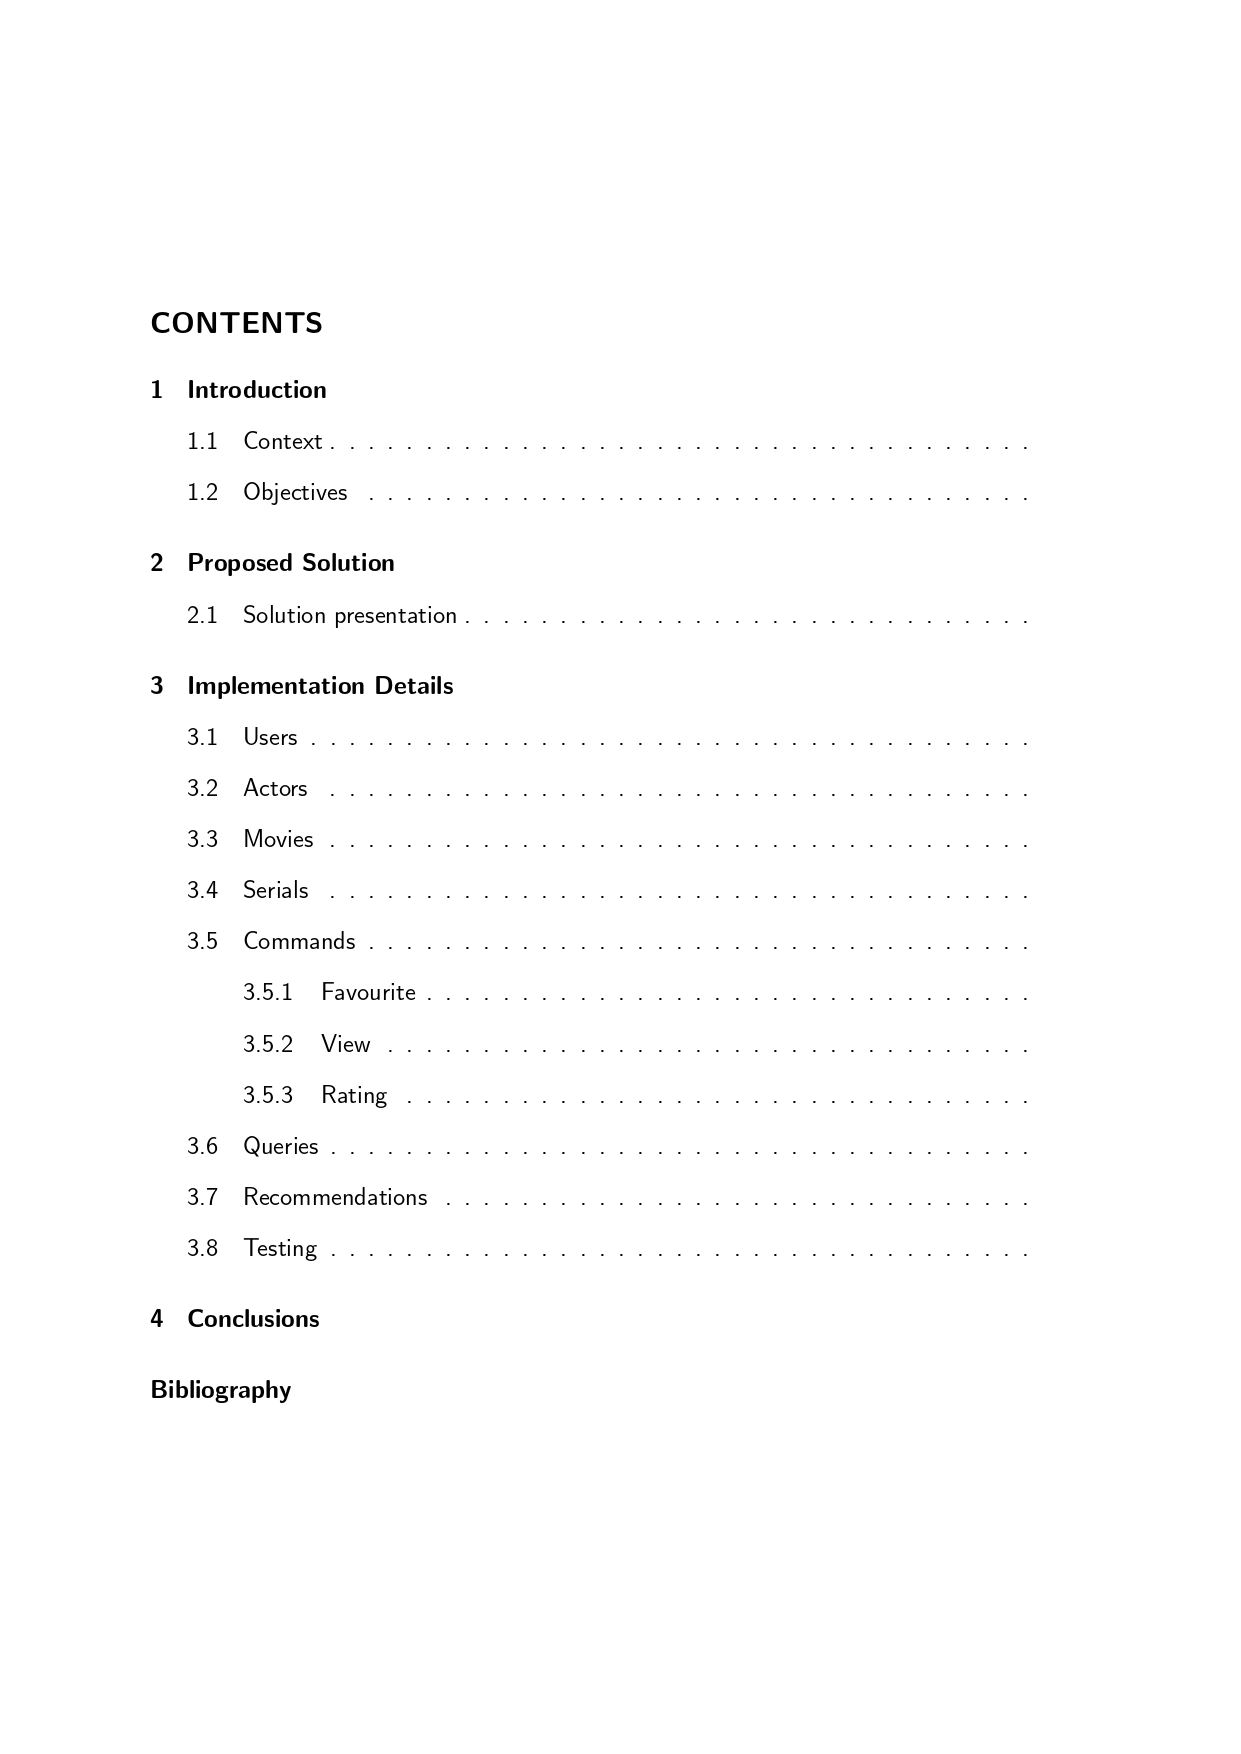 CONTENTS
1 Introduction
1.1 Context . . . . . . . . . . . . . . . . . . . . . . . . . . . . . . . . . . . . .
1.2 Objectives . . . . . . . . . . . . . . . . . . . . . . . . . . . . . . . . . . .
2 Proposed Solution
2.1 Solution presentation . . . . . . . . . . . . . . . . . . . . . . . . . . . . . .
3 Implementation Details
3.1 Users . . . . . . . . . . . . . . . . . . . . . . . . . . . . . . . . . . . . . .
3.2 Actors . . . . . . . . . . . . . . . . . . . . . . . . . . . . . . . . . . . . .
3.3 Movies . . . . . . . . . . . . . . . . . . . . . . . . . . . . . . . . . . . . .
3.4 Serials . . . . . . . . . . . . . . . . . . . . . . . . . . . . . . . . . . . . .
3.5 Commands . . . . . . . . . . . . . . . . . . . . . . . . . . . . . . . . . . .
3.5.1 Favourite . . . . . . . . . . . . . . . . . . . . . . . . . . . . . . . .
3.5.2 View . . . . . . . . . . . . . . . . . . . . . . . . . . . . . . . . . .
3.5.3 Rating . . . . . . . . . . . . . . . . . . . . . . . . . . . . . . . . .
3.6 Queries . . . . . . . . . . . . . . . . . . . . . . . . . . . . . . . . . . . . .
3.7 Recommendations . . . . . . . . . . . . . . . . . . . . . . . . . . . . . . .
3.8 Testing . . . . . . . . . . . . . . . . . . . . . . . . . . . . . . . . . . . . .
4 Conclusions
Bibliography